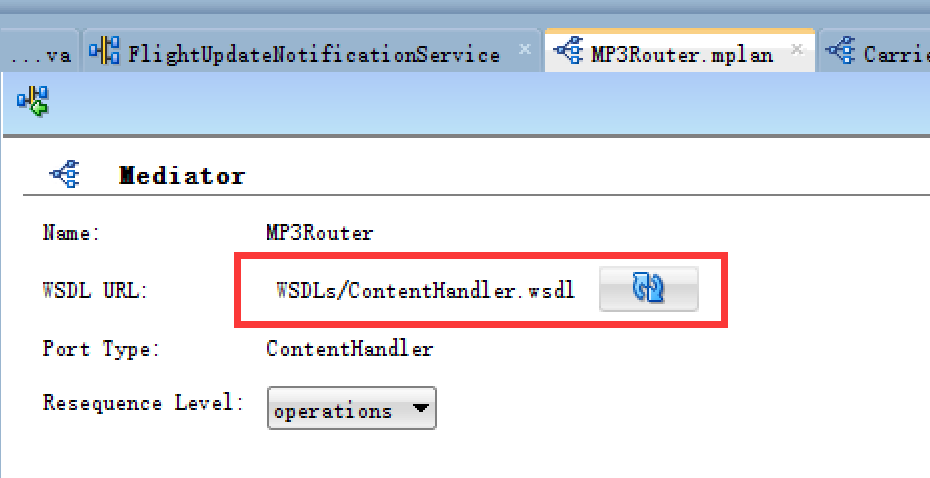 ...va FlightUpdateNotificationService MP3Router.mplan Carrie
Mediator
Name: MP3Router
WSDL URL: WSDLs/ContentHandler.wsdl
Port Type: ContentHandler
Resequence Level: operations